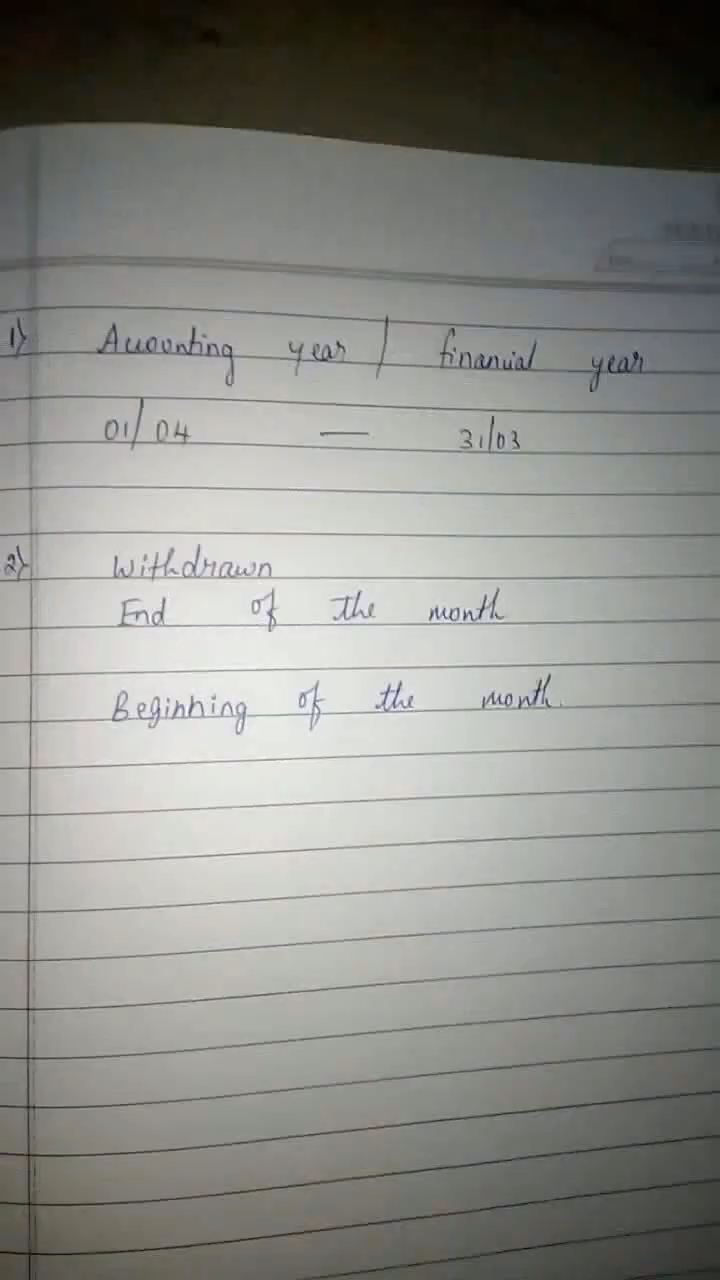 1) Accounting year / financial year
01/04 — 31/03
2) Withdrawn
End of the month
Beginning of the month.